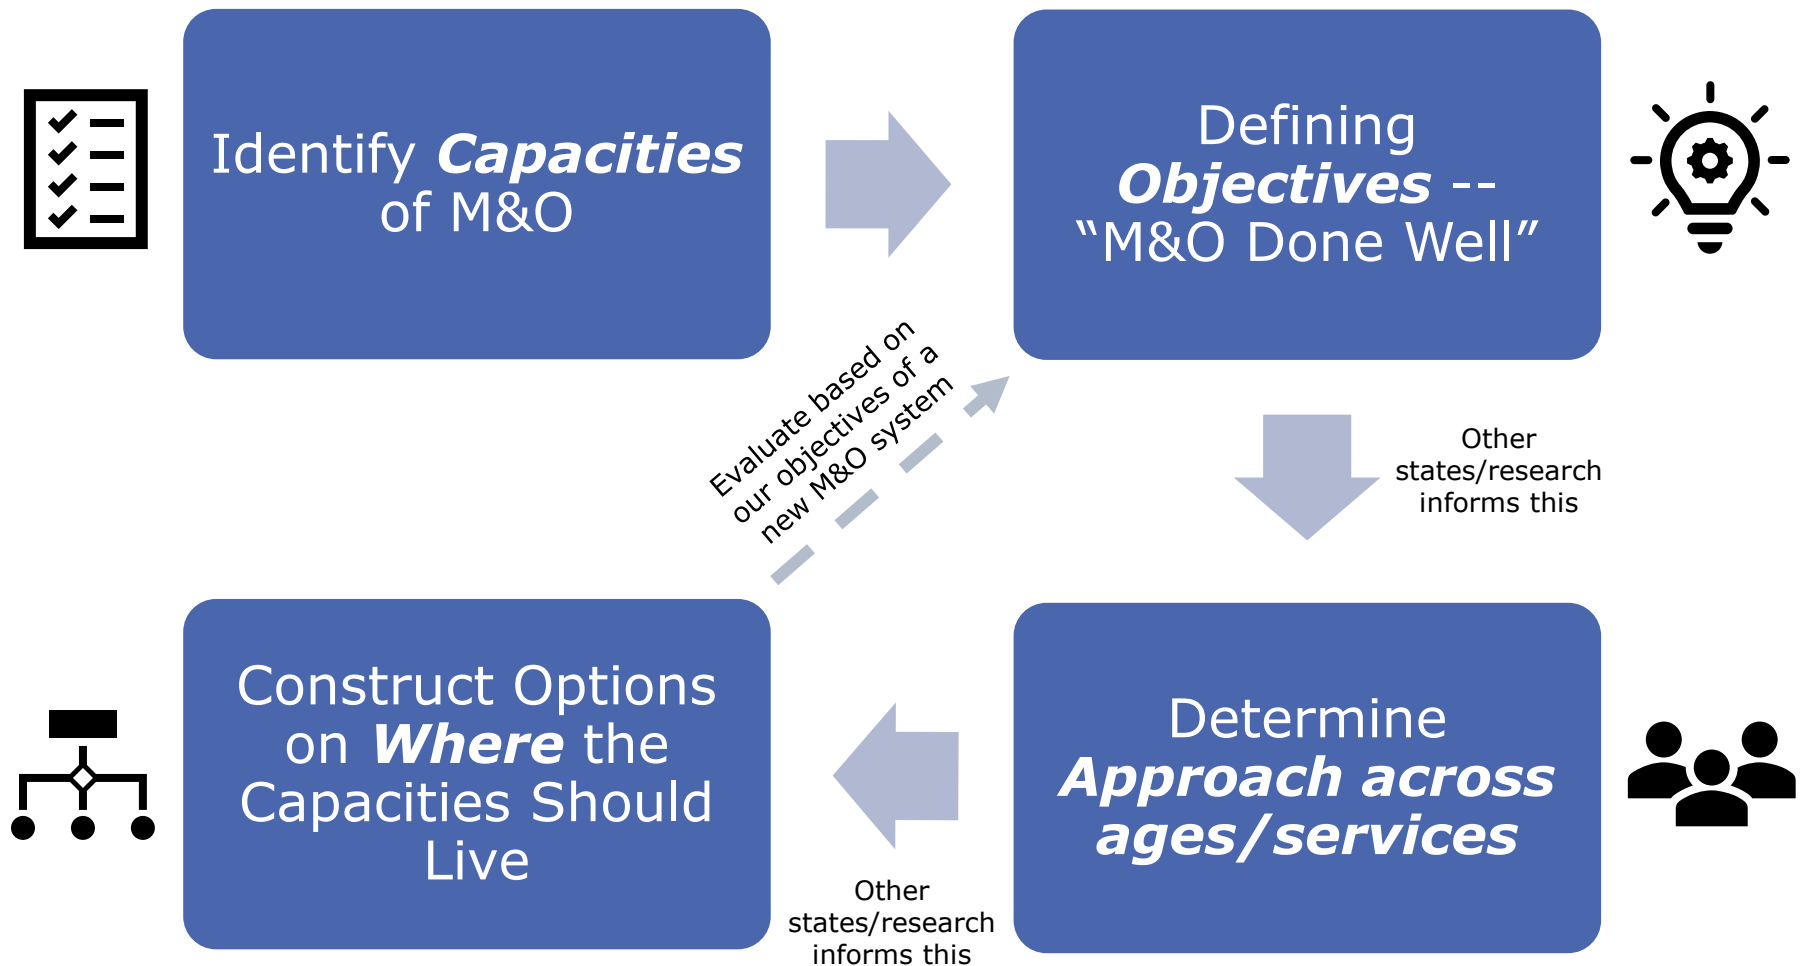 Identify Capacities
of M&O
Defining
Objectives --
“M&O Done Well”
Evaluate based on
our objectives of a
new M&O system
Other
states/research
informs this
Determine
Approach across
ages/services
Other
states/research
informs this
Construct Options
on Where the
Capacities Should
Live